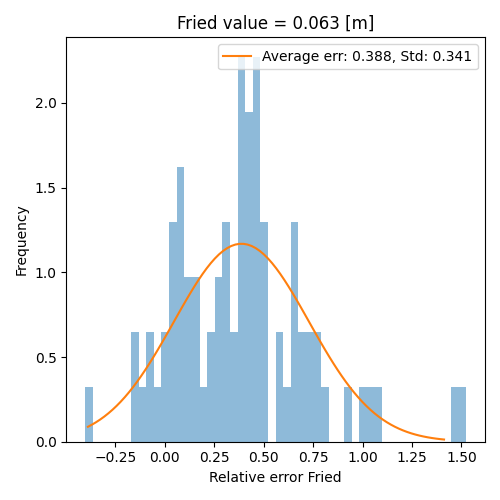 Fried value = 0.063 [m]
Average err: 0.388, Std: 0.341
Frequency
2.0
1.5
1.0
0.5
0.0
−0.25 0.00 0.25 0.50 0.75 1.00 1.25 1.50
Relative error Fried